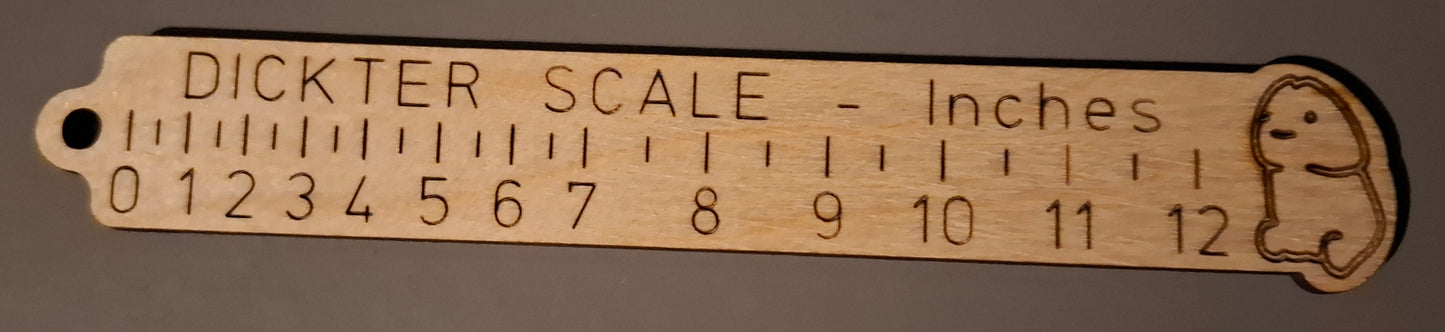 DICKTER SCALE - Inches
0 1 2 3 4 5 6 7 8 9 10 11 12